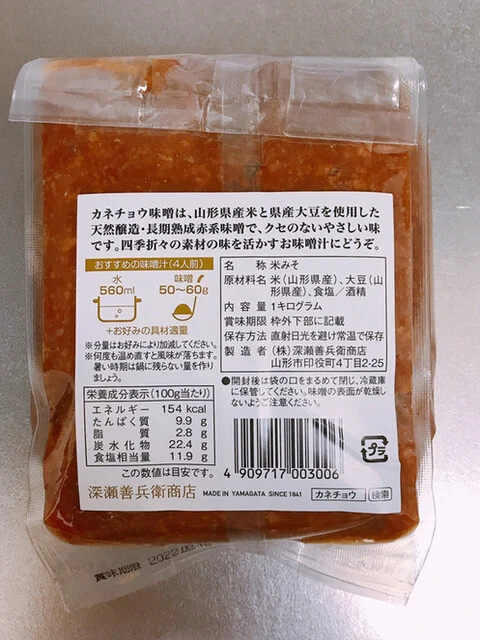 カネチョウ味噌は、山形県産米と県産大豆を使用した
天然醸造・長期熟成赤系味噌で、クセのないやさしい味
です。四季折々の素材の味を活かすお味噌汁にどうぞ。
おすすめの味噌汁(4人前)
水 味噌
560ml 50~60g
+お好みの具材適量
※分量はお好みにより加減してください。
※何度も温め直すと風味が落ちます。
暑い時期は鍋に残らない量を作り
ましょう。
栄養成分表示(100g当たり)
エネルギー 154 kcal
たんぱく質 9.9 g
脂質 2.8 g
炭水化物 22.4 g
食塩相当量 11.9 g
この数値は目安です。
名称 米みそ
原材料名 米(山形県産)、大豆(山
形県産)、食塩/酒精
内容量 1キログラム
賞味期限 枠外下部に記載
保存方法 直射日光を避け常温で保存
製造者 (株)深瀬善兵衛商店
山形市印役町4丁目2-25
●開封後は袋の口をまるめて閉じ、冷蔵庫
に保管してください。味噌の表面が乾燥し
ないようご注意ください。
4 909717 003006
プラ
深瀬善兵衛商店 MADE IN YAMAGATA SINCE 1841 カネチョウ 検索
賞味期限